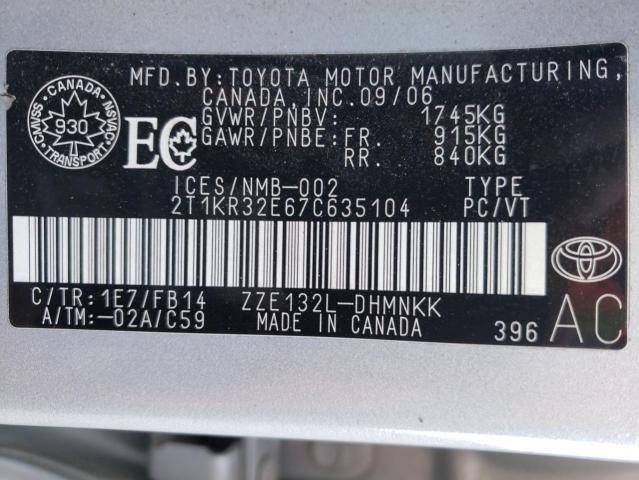 MFD.BY:TOYOTA MOTOR MANUFACTURING,
CANADA,INC.09/06
GVWR/PNBV: 1745KG
GAWR/PNBE:FR. 915KG
RR. 840KG
CANADA
CMVSS NSVAC
930
TRANSPORT
EC
ICES/NMB-002 TYPE
2T1KR32E67C635104 PC/VT
C/TR:1E7/FB14 ZZE132L-DHMNKK
A/TM:-02A/C59 MADE IN CANADA
396 AC